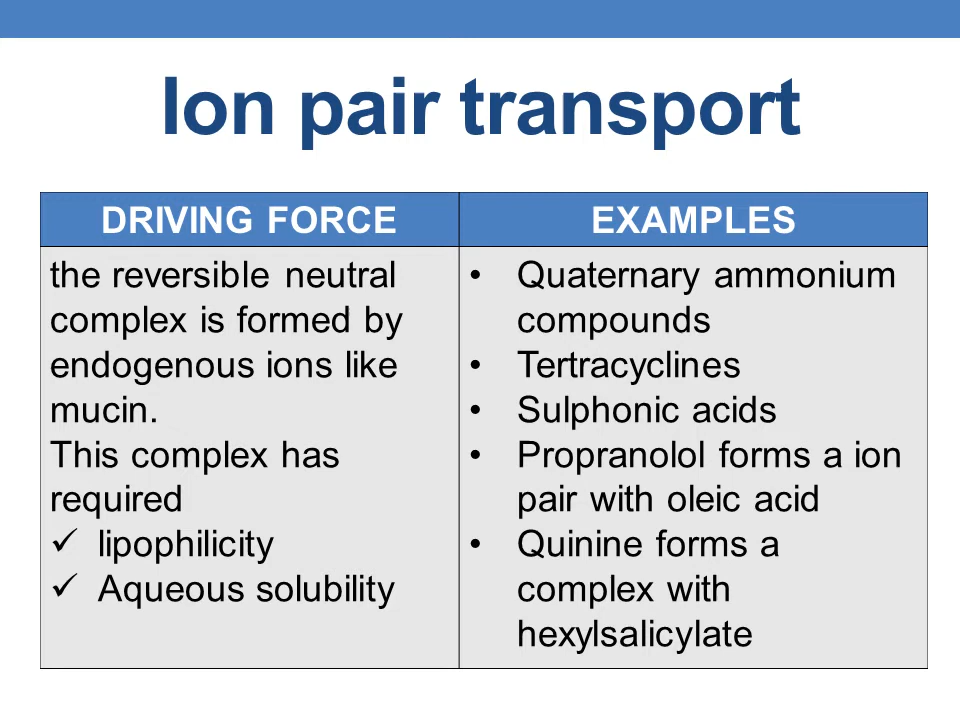 Ion pair transport
DRIVING FORCE
EXAMPLES
the reversible neutral
complex is formed by
endogenous ions like
mucin.
This complex has
required
✓ lipophilicity
✓ Aqueous solubility
• Quaternary ammonium
compounds
• Tertracyclines
• Sulphonic acids
• Propranolol forms a ion
pair with oleic acid
• Quinine forms a
complex with
hexylsalicylate